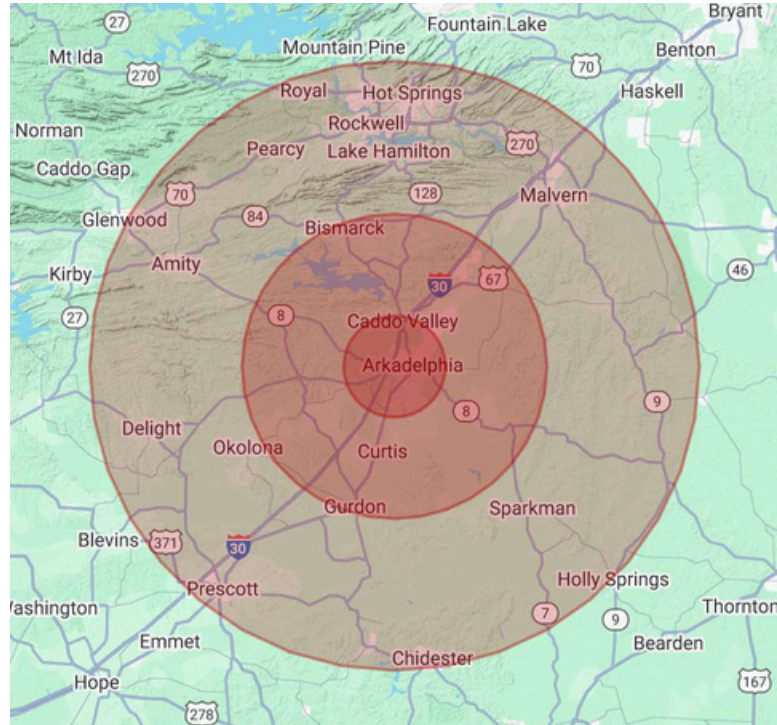 Bryant
27
Fountain Lake
Mountain Pine
Mt Ida
Benton
270
70
Royal
Hot Springs
Haskell
Norman
Rockwell
Pearcy
Lake Hamilton
270
Caddo Gap
70
128
Malvern
Glenwood
84
Bismarck
Amity
Kirby
46
30
67
27
8
Caddo Valley
Arkadelphia
9
8
Delight
Okolona
Curtis
Gurdon
Sparkman
Blevins
371
30
Prescott
Holly Springs
Washington
7
Thornton
9
Emmet
Bearden
Chidester
Hope
167
278